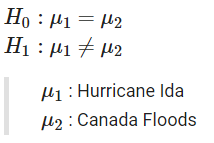 H₀ : μ₁ = μ₂
H₁ : μ₁ ≠ μ₂
μ₁ : Hurricane Ida
μ₂ : Canada Floods